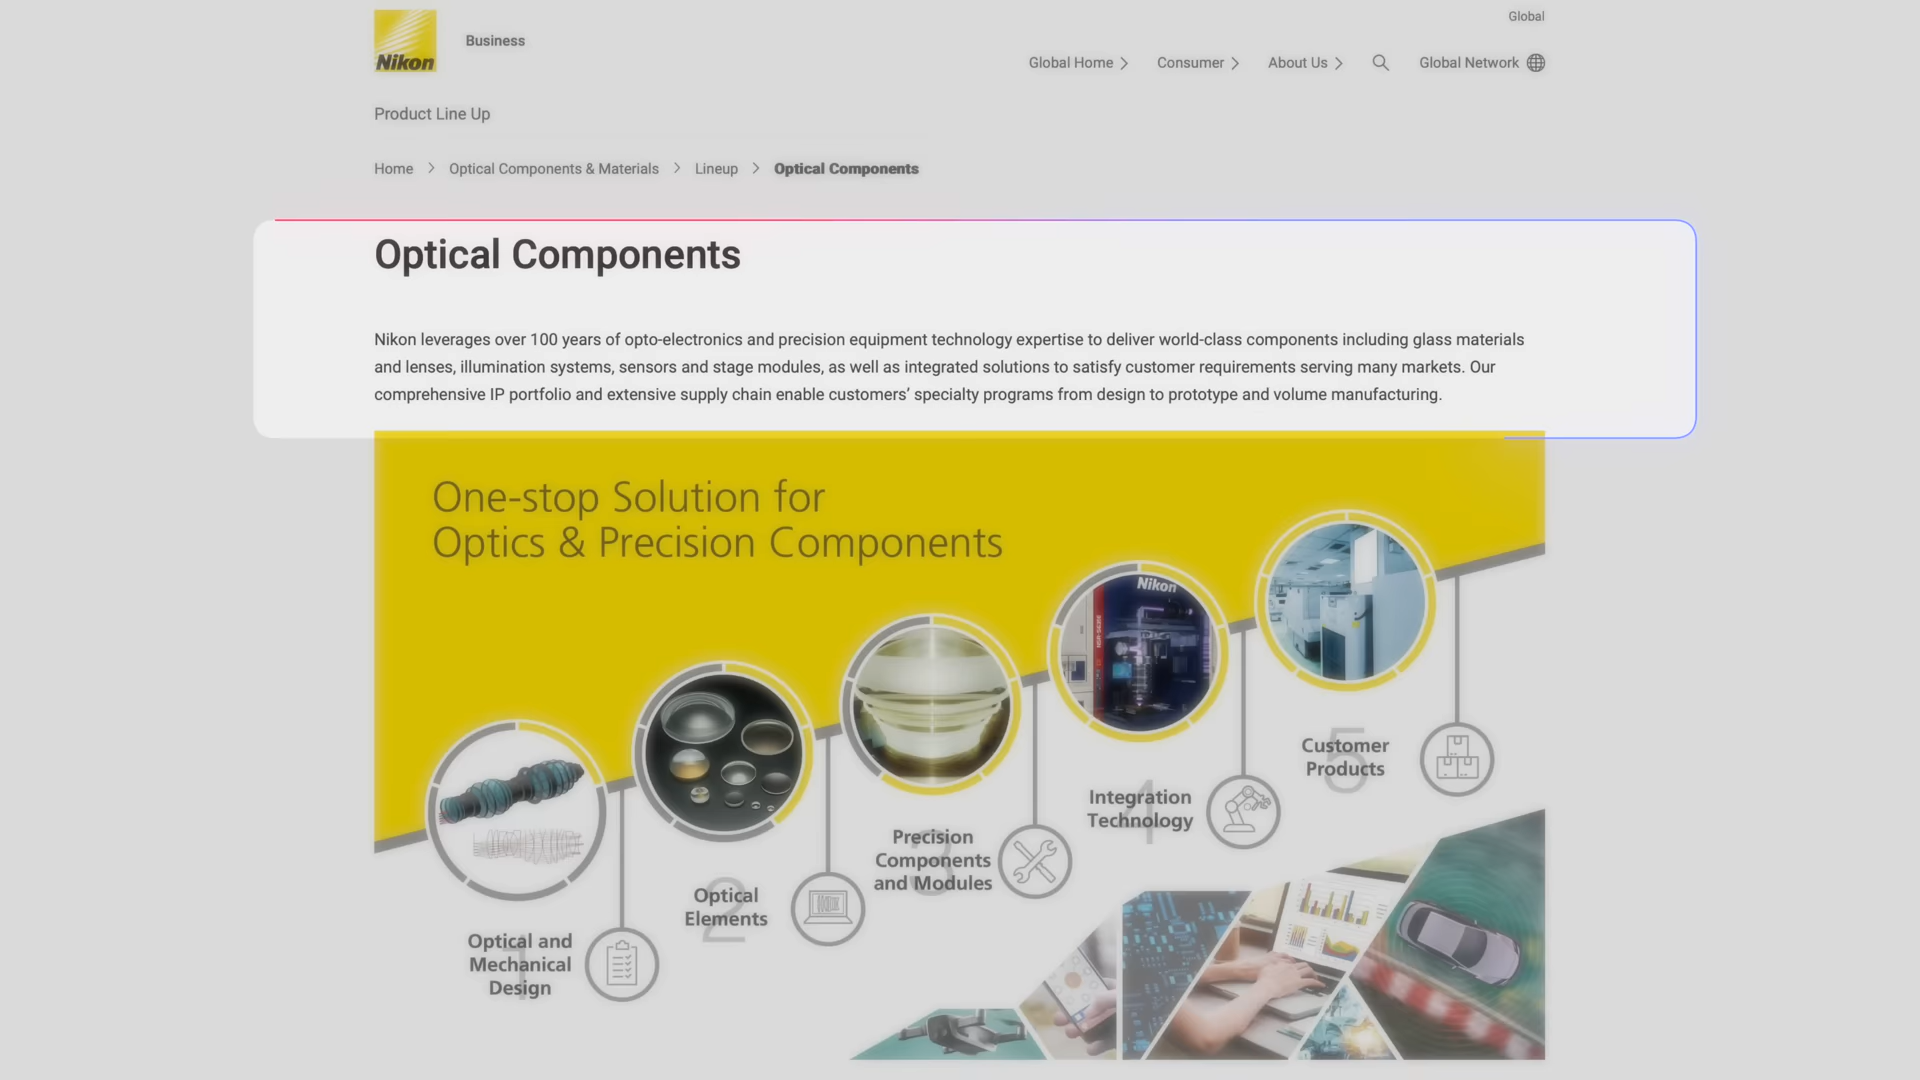 Global
Nikon
Business
Global Home
Consumer
About Us
Global Network
Product Line Up
Home
Optical Components & Materials
Lineup
Optical Components
Optical Components
Nikon leverages over 100 years of opto-electronics and precision equipment technology expertise to deliver world-class components including glass materials
and lenses, illumination systems, sensors and stage modules, as well as integrated solutions to satisfy customer requirements serving many markets. Our
comprehensive IP portfolio and extensive supply chain enable customers’ specialty programs from design to prototype and volume manufacturing.
One-stop Solution for
Optics & Precision Components
1
Optical and
Mechanical
Design
2
Optical
Elements
3
Precision
Components
and Modules
Nikon
4
Integration
Technology
5
Customer
Products